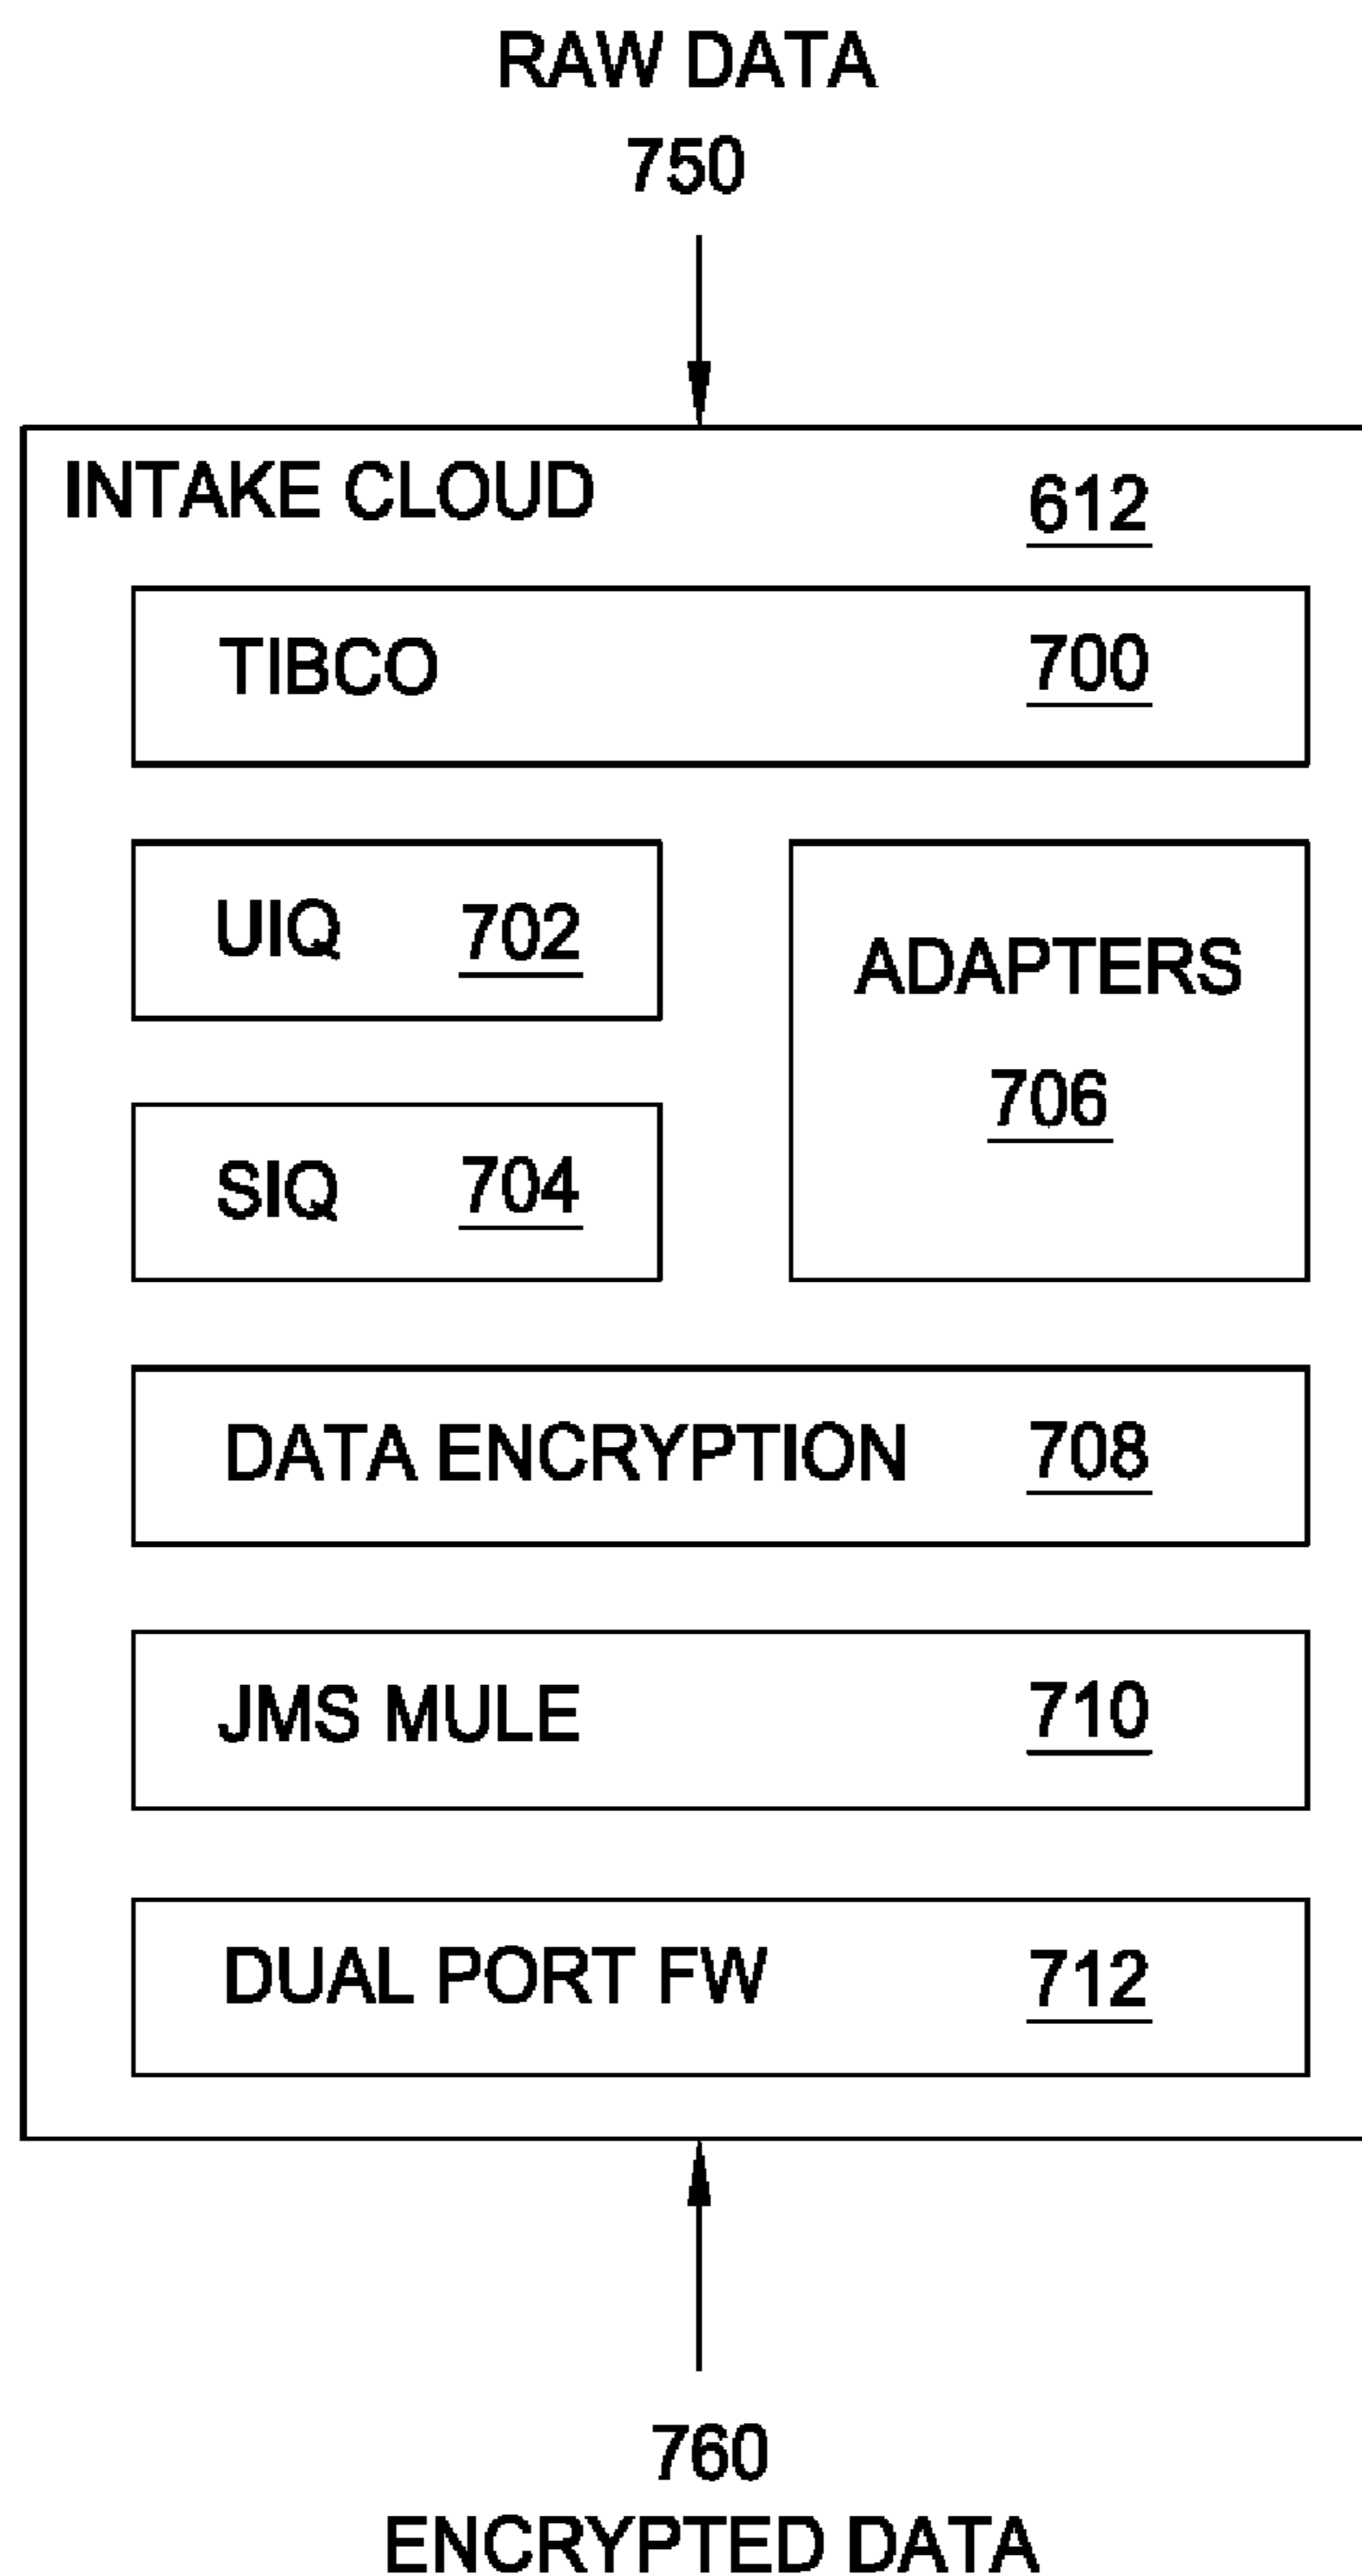 RAW DATA
750
INTAKE CLOUD 612
TIBCO 700
UIQ 702
ADAPTERS
706
SIQ 704
DATA ENCRYPTION 708
JMS MULE 710
DUAL PORT FW 712
760
ENCRYPTED DATA